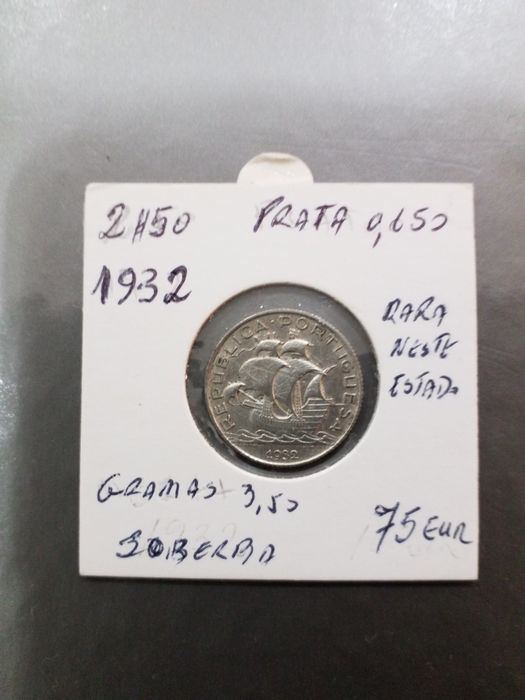 2$50 PRATA 0,650
1932
RARA
NESTE
ESTADO
REPUBLICA · PORTUGUESA
1932
GRAMAS 3,50
SOBERBA
75 EUR